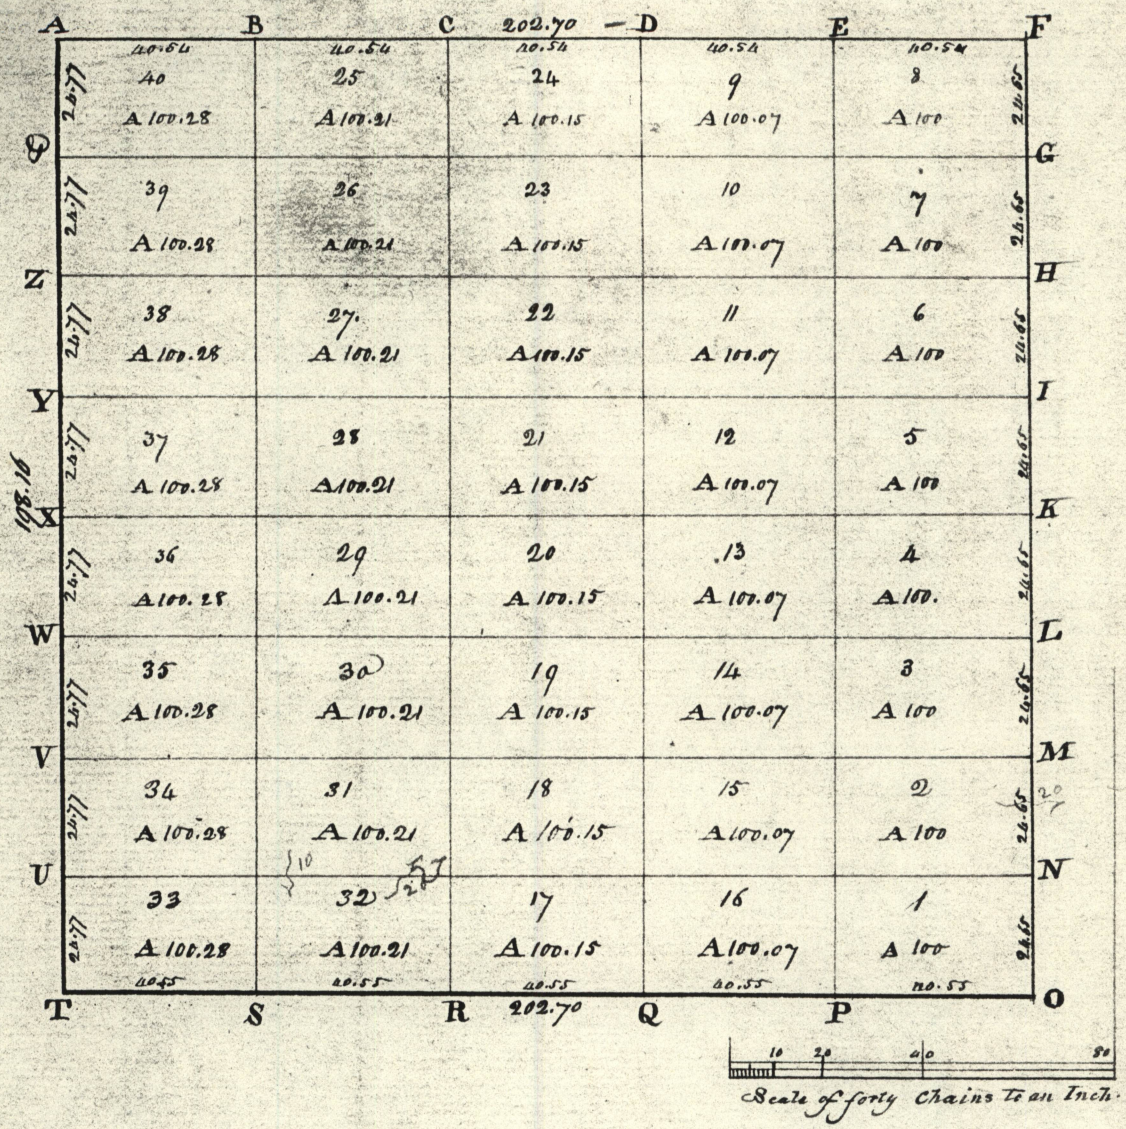 A B C 202.70 — D E F
40.54 40.54 40.54 40.54 40.54
24.77 40 25 24 9 8 24.65
A 100.28 A 100.21 A 100.15 A 100.07 A 100
G
24.77 39 26 23 10 7 24.65
A 100.28 A 100.21 A 100.15 A 100.07 A 100
Z H
24.77 38 27. 22 11 6 24.65
A 100.28 A 100.21 A 100.15 A 100.07 A 100
Y I
24.77 37 28 21 12 5 24.65
198.16
A 100.28 A 100.21 A 100.15 A 100.07 A 100
X K
24.77 36 29 20 13 4 24.65
A 100.28 A 100.21 A 100.15 A 100.07 A 100.
W L
24.77 35 30 19 14 3 24.65
A 100.28 A 100.21 A 100.15 A 100.07 A 100
V M
24.77 34 31 18 15 2 24.65 20
A 100.28 A 100.21 A 100.15 A 100.07 A 100
10
U N
24.77 33 32 17 16 1 24.65
A 100.28 A 100.21 A 100.15 A 100.07 A 100
40.55 40.55 40.55 40.55 40.55
T S R 202.70 Q P O
10 20 40 80
Scale of forty Chains to an Inch.